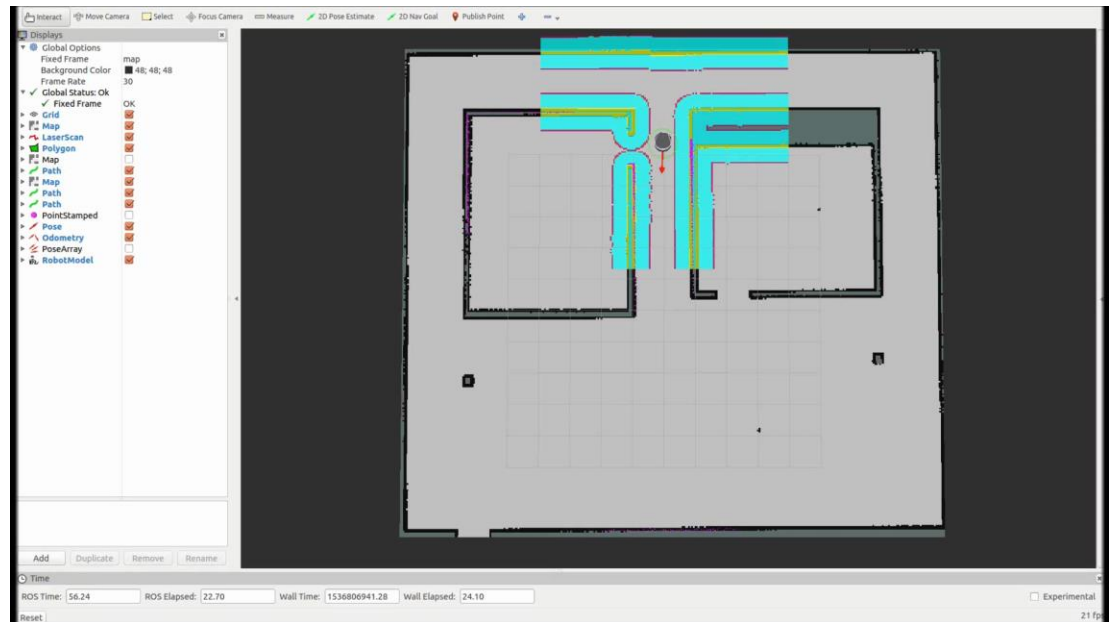 Interact Move Camera Select Focus Camera Measure 2D Pose Estimate 2D Nav Goal Publish Point
Displays
Global Options
Fixed Frame map
Background Color 48; 48; 48
Frame Rate 30
Global Status: Ok
Fixed Frame OK
Grid
Map
LaserScan
Polygon
Map
Path
Map
Path
Path
PointStamped
Pose
Odometry
PoseArray
RobotModel
Add Duplicate Remove Rename
Time
ROS Time: 56.24 ROS Elapsed: 22.70 Wall Time: 1536806941.28 Wall Elapsed: 24.10 Experimental
Reset 21 fps